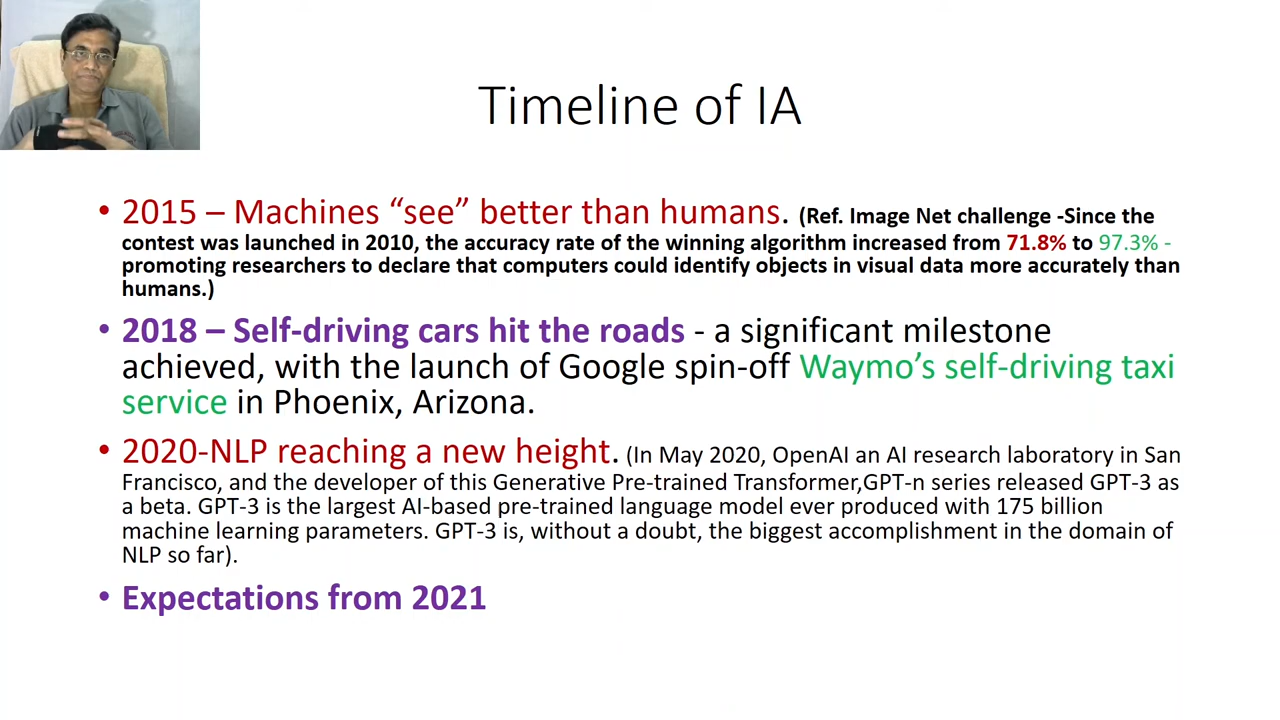 Timeline of IA
• 2015 – Machines “see” better than humans. (Ref. Image Net challenge -Since the
contest was launched in 2010, the accuracy rate of the winning algorithm increased from 71.8% to 97.3% -
promoting researchers to declare that computers could identify objects in visual data more accurately than
humans.)
• 2018 – Self-driving cars hit the roads - a significant milestone
achieved, with the launch of Google spin-off Waymo’s self-driving taxi
service in Phoenix, Arizona.
• 2020-NLP reaching a new height. (In May 2020, OpenAI an AI research laboratory in San
Francisco, and the developer of this Generative Pre-trained Transformer,GPT-n series released GPT-3 as
a beta. GPT-3 is the largest AI-based pre-trained language model ever produced with 175 billion
machine learning parameters. GPT-3 is, without a doubt, the biggest accomplishment in the domain of
NLP so far).
• Expectations from 2021